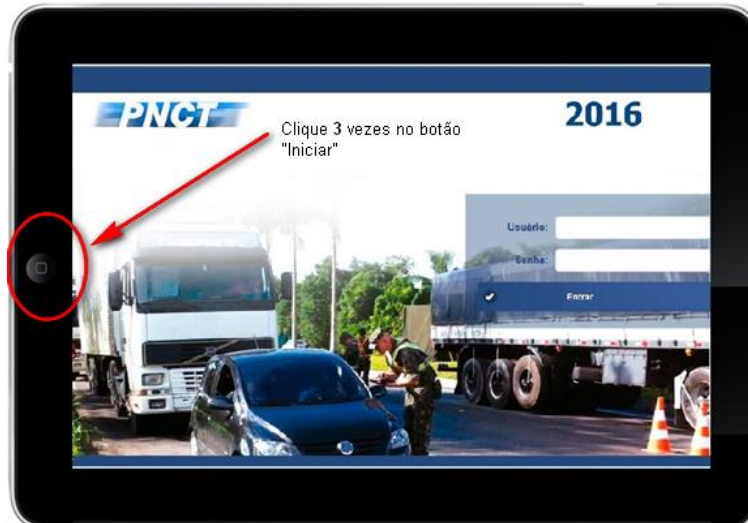 PNCT
2016
Clique 3 vezes no botão
"Iniciar"
Usuário:
Senha:
Entrar